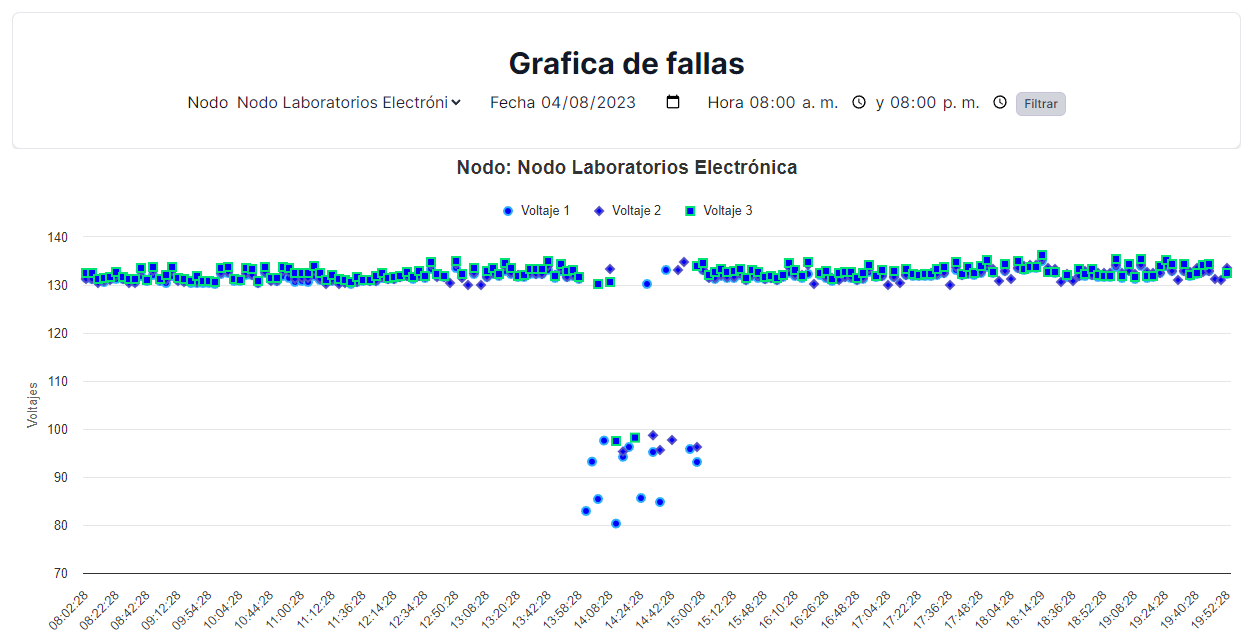 Grafica de fallas
Nodo Nodo Laboratorios Electróni Fecha 04/08/2023 Hora 08:00 a. m. y 08:00 p. m. Filtrar
Nodo: Nodo Laboratorios Electrónica
Voltaje 1 Voltaje 2 Voltaje 3
140
130
120
110
100
90
80
70
Voltajes
08:02:28 08:22:28 08:42:28 09:12:28 09:54:28 10:04:28 10:44:28 11:00:28 11:12:28 11:36:28 12:14:28 12:34:28 12:50:28 13:08:28 13:20:28 13:42:28 13:58:28 14:08:28 14:24:28 14:42:28 15:00:28 15:12:28 15:48:28 16:10:28 16:26:28 16:48:28 17:04:28 17:22:28 17:36:28 17:48:28 18:04:28 18:14:29 18:36:28 18:52:28 19:08:28 19:24:28 19:40:28 19:52:28